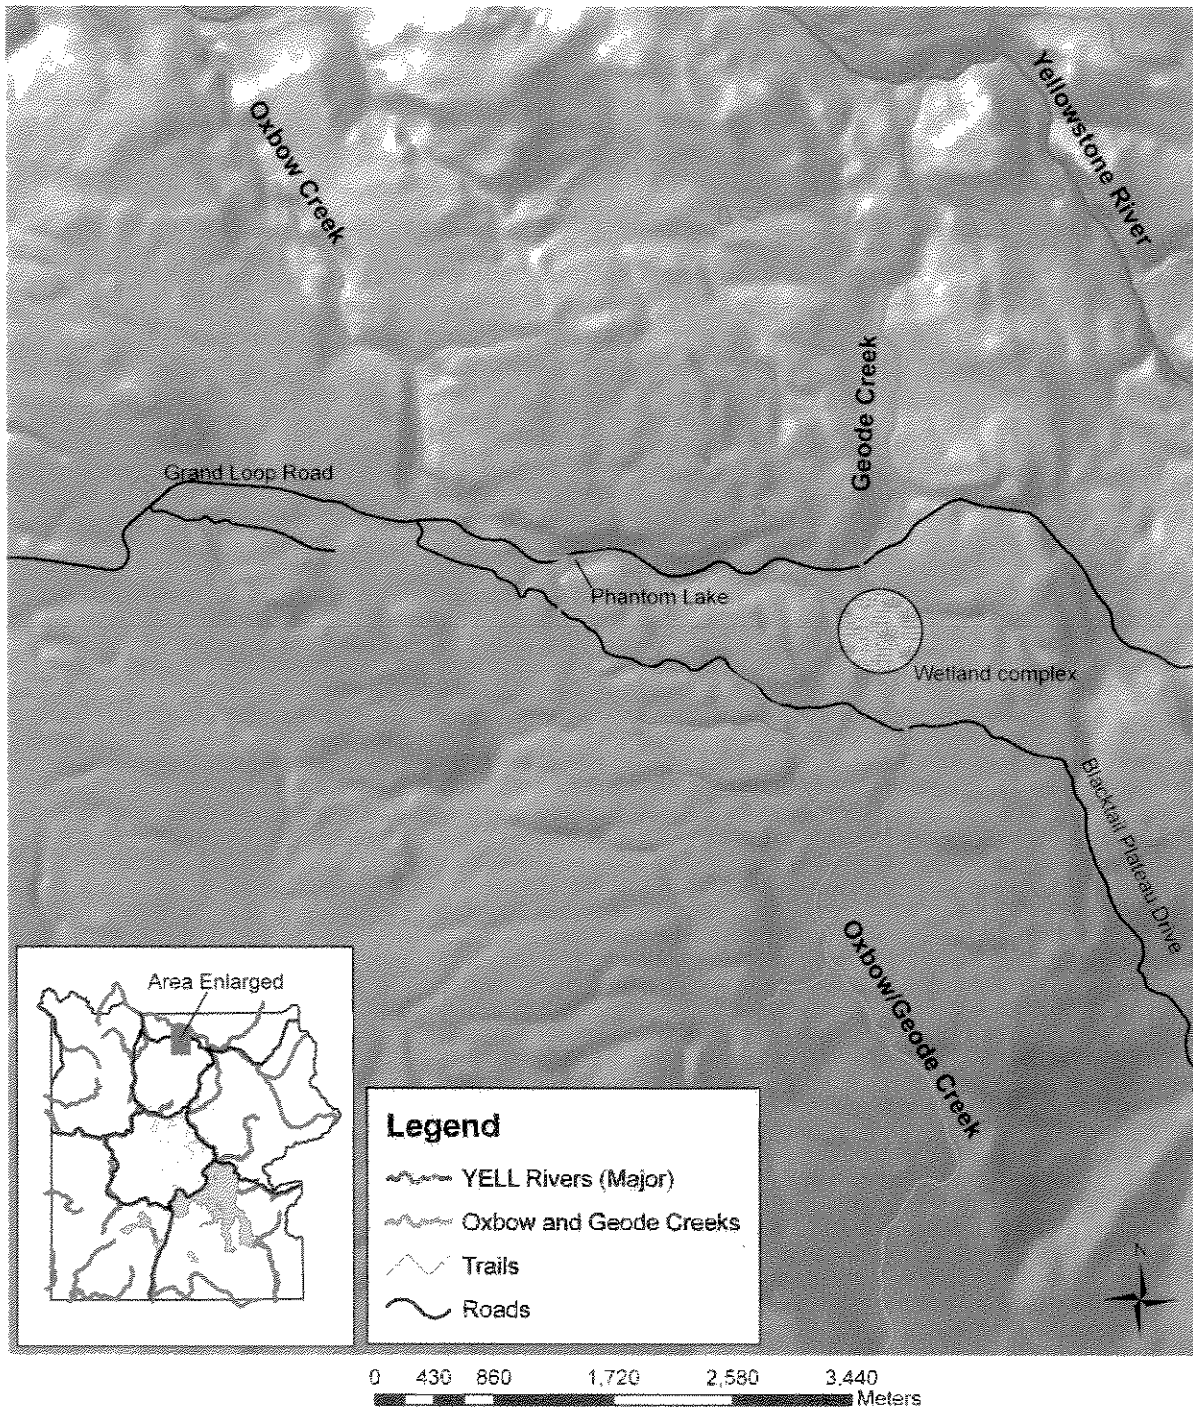 Yellowstone River
Oxbow Creek
Geode Creek
Grand Loop Road
Phantom Lake
Wetland complex
Blacktail Plateau Drive
Oxbow/Geode Creek
Area Enlarged
Legend
YELL Rivers (Major)
Oxbow and Geode Creeks
Trails
Roads
N
0 430 860 1,720 2,580 3,440
Meters